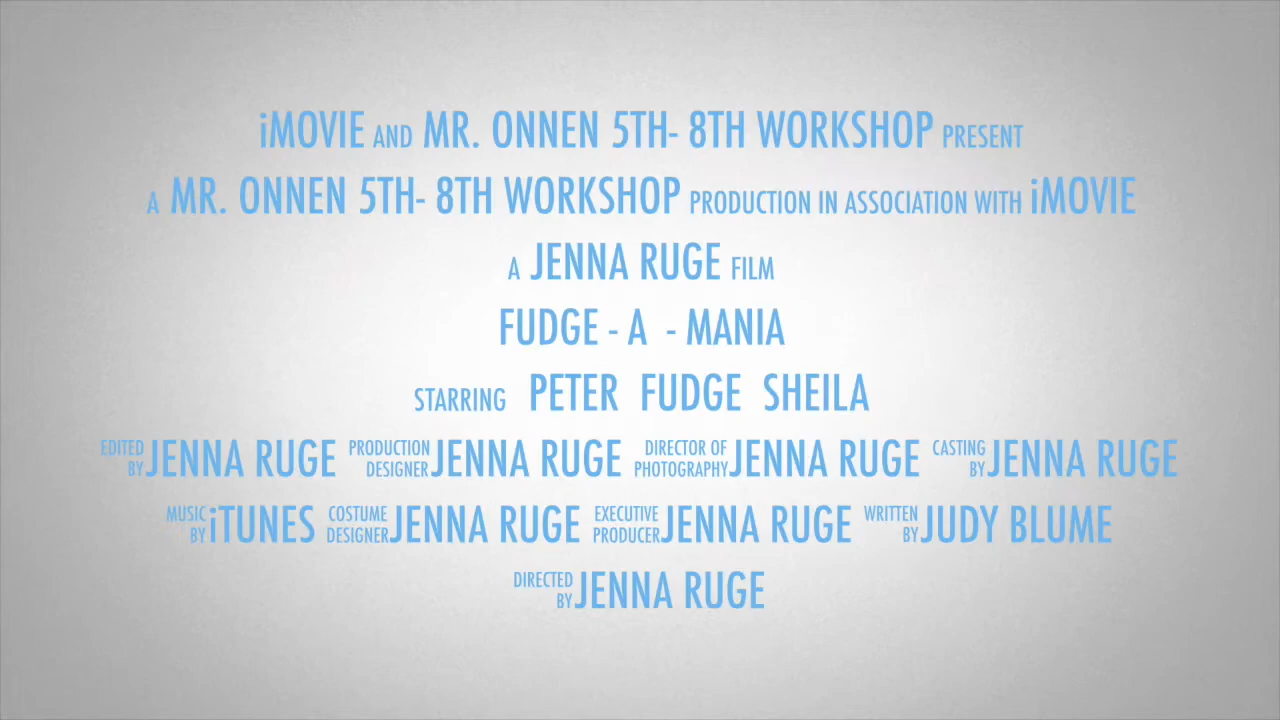 iMOVIE AND MR. ONNEN 5TH- 8TH WORKSHOP PRESENT
A MR. ONNEN 5TH- 8TH WORKSHOP PRODUCTION IN ASSOCIATION WITH iMOVIE
A JENNA RUGE FILM
FUDGE - A - MANIA
STARRING PETER FUDGE SHEILA
EDITED BY JENNA RUGE PRODUCTION DESIGNER JENNA RUGE DIRECTOR OF PHOTOGRAPHY JENNA RUGE CASTING BY JENNA RUGE
MUSIC BY iTUNES COSTUME DESIGNER JENNA RUGE EXECUTIVE PRODUCER JENNA RUGE WRITTEN BY JUDY BLUME
DIRECTED BY JENNA RUGE